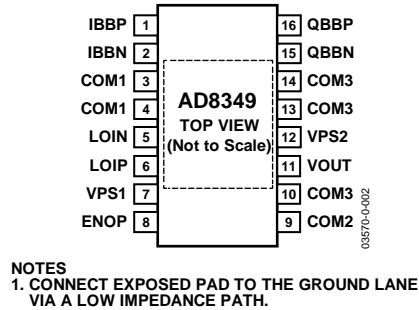 IBBP 1
IBBN 2
COM1 3
COM1 4
LOIN 5
LOIP 6
VPS1 7
ENOP 8
AD8349
TOP VIEW
(Not to Scale)
16 QBBP
15 QBBN
14 COM3
13 COM3
12 VPS2
11 VOUT
10 COM3
9 COM2
03570-0-002
NOTES
1. CONNECT EXPOSED PAD TO THE GROUND LANE
VIA A LOW IMPEDANCE PATH.